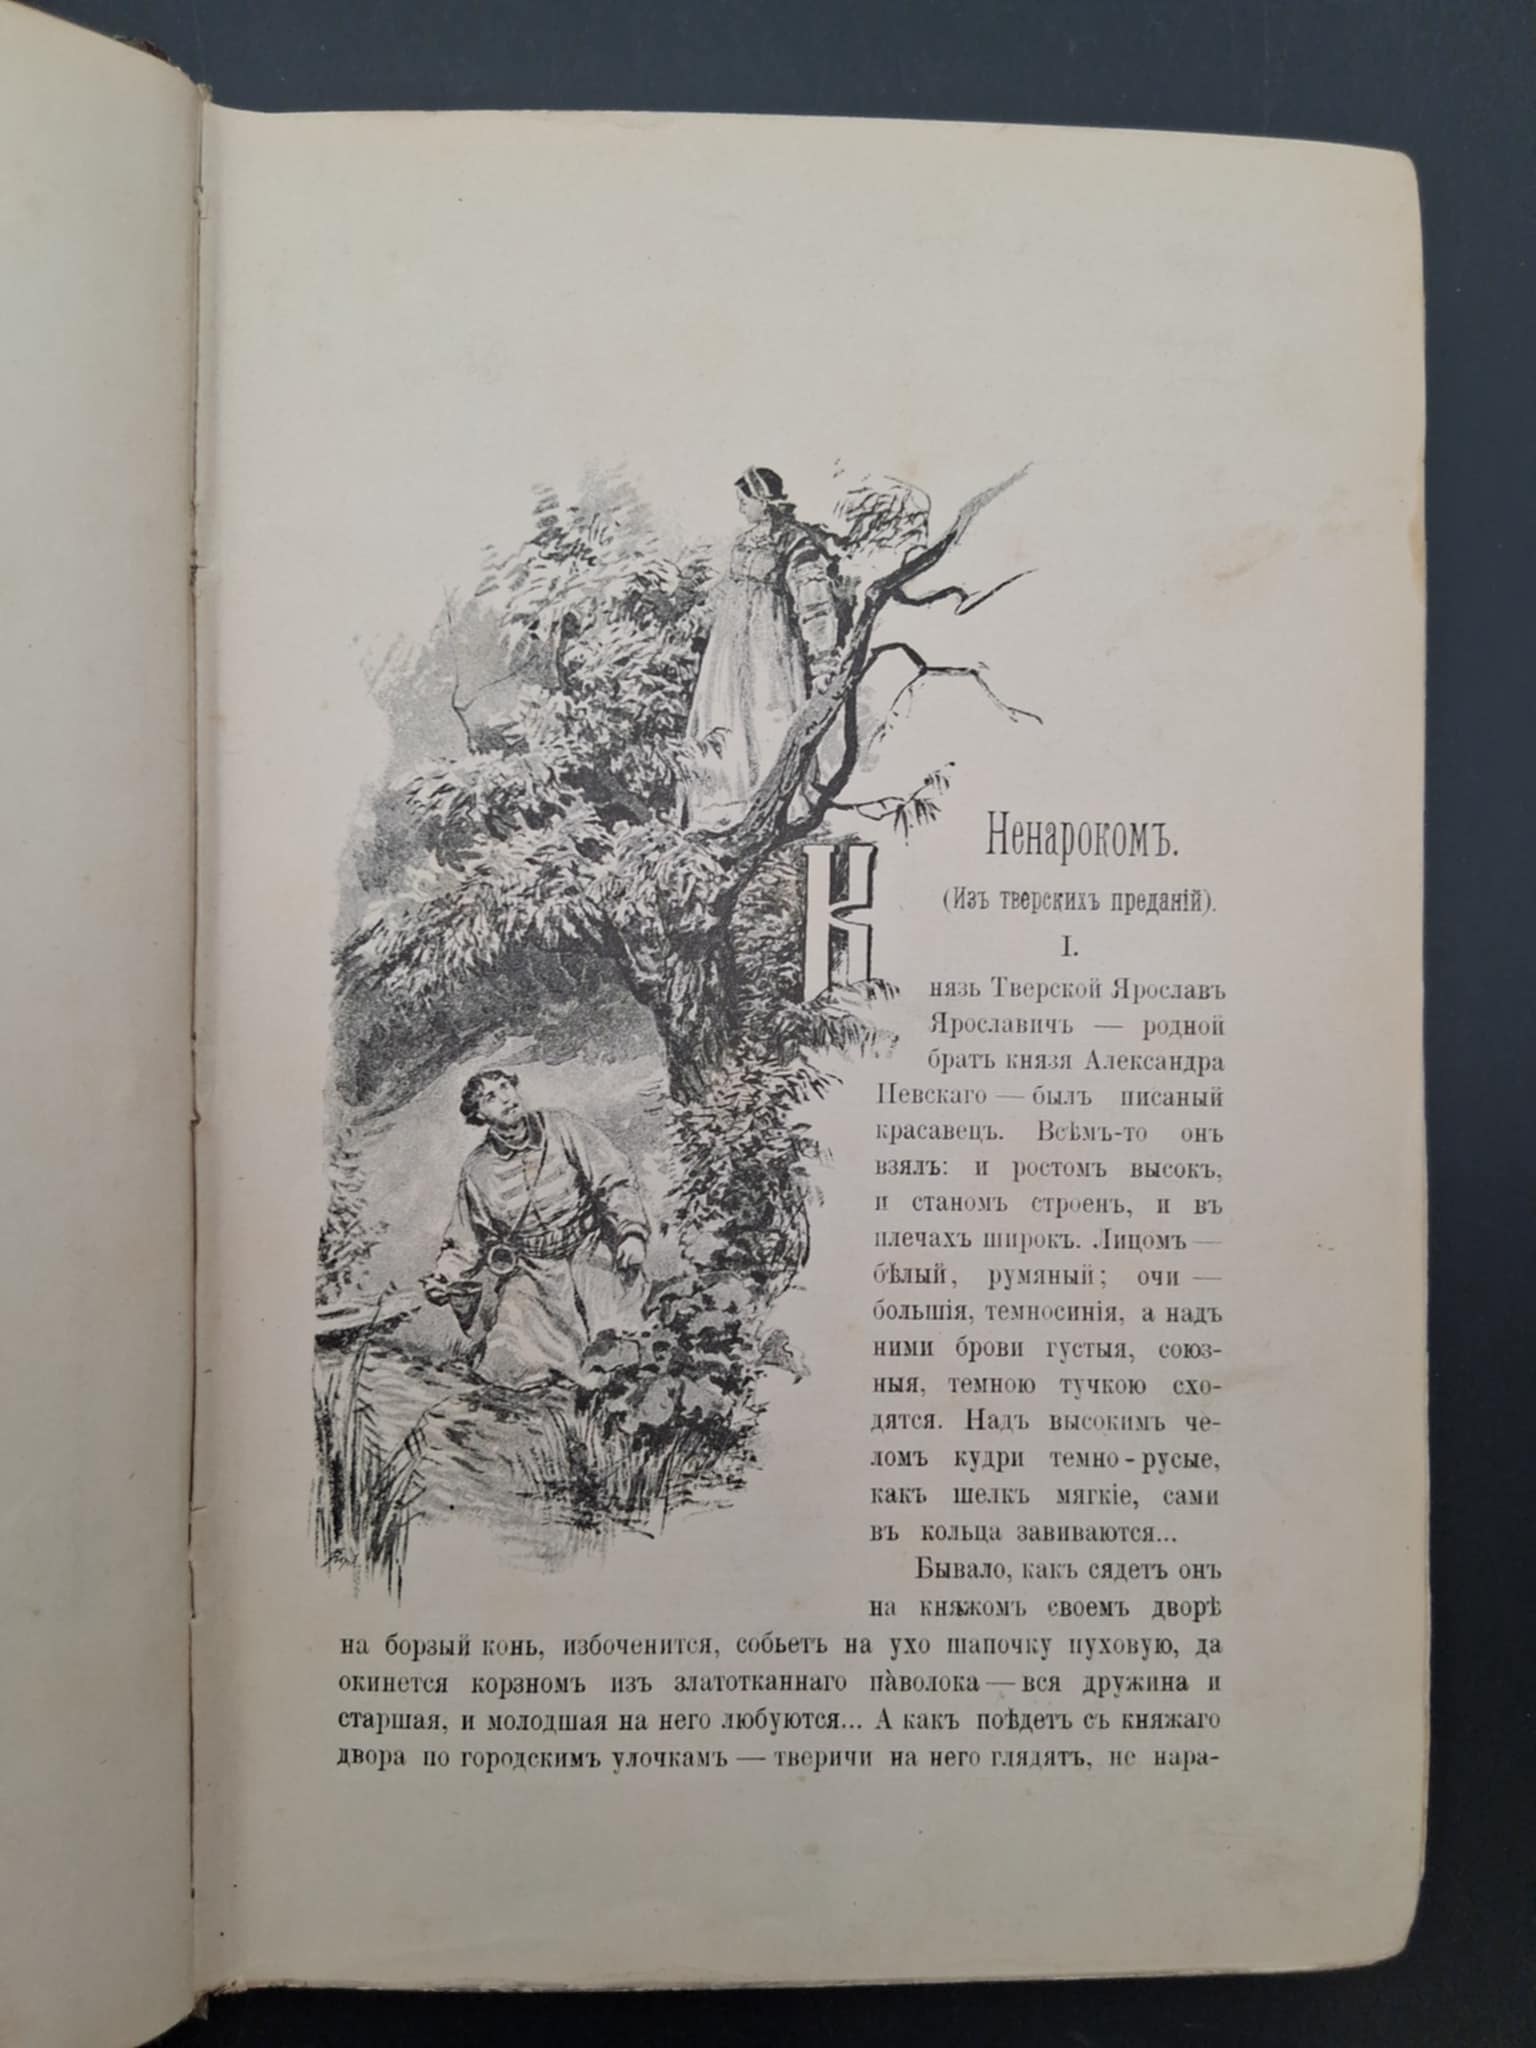 Ненарокомъ.
(Изъ тверскихъ преданій).
I.
Князь Тверской Ярославъ
Ярославичъ — родной
братъ князя Александра
Невскаго — былъ писаный
красавецъ. Всѣмъ-то онъ
взялъ: и ростомъ высокъ,
и станомъ строенъ, и въ
плечахъ широкъ. Лицомъ —
бѣлый, румяный; очи —
большія, темносинія, а надъ
ними брови густыя, союз-
ныя, темною тучкою схо-
дятся. Надъ высокимъ че-
ломъ кудри темно-русые,
какъ шелкъ мягкіе, сами
въ кольца завиваются...
Бывало, какъ сядетъ онъ
на княжомъ своемъ дворѣ
на борзый конь, избоченится, собьетъ на ухо шапочку пуховую, да
окинется корзномъ изъ златотканнаго па̀волока — вся дружина и
старшая, и молодшая на него любуются... А какъ поѣдетъ съ княжаго
двора по городскимъ улочкамъ — тверичи на него глядятъ, не нара-